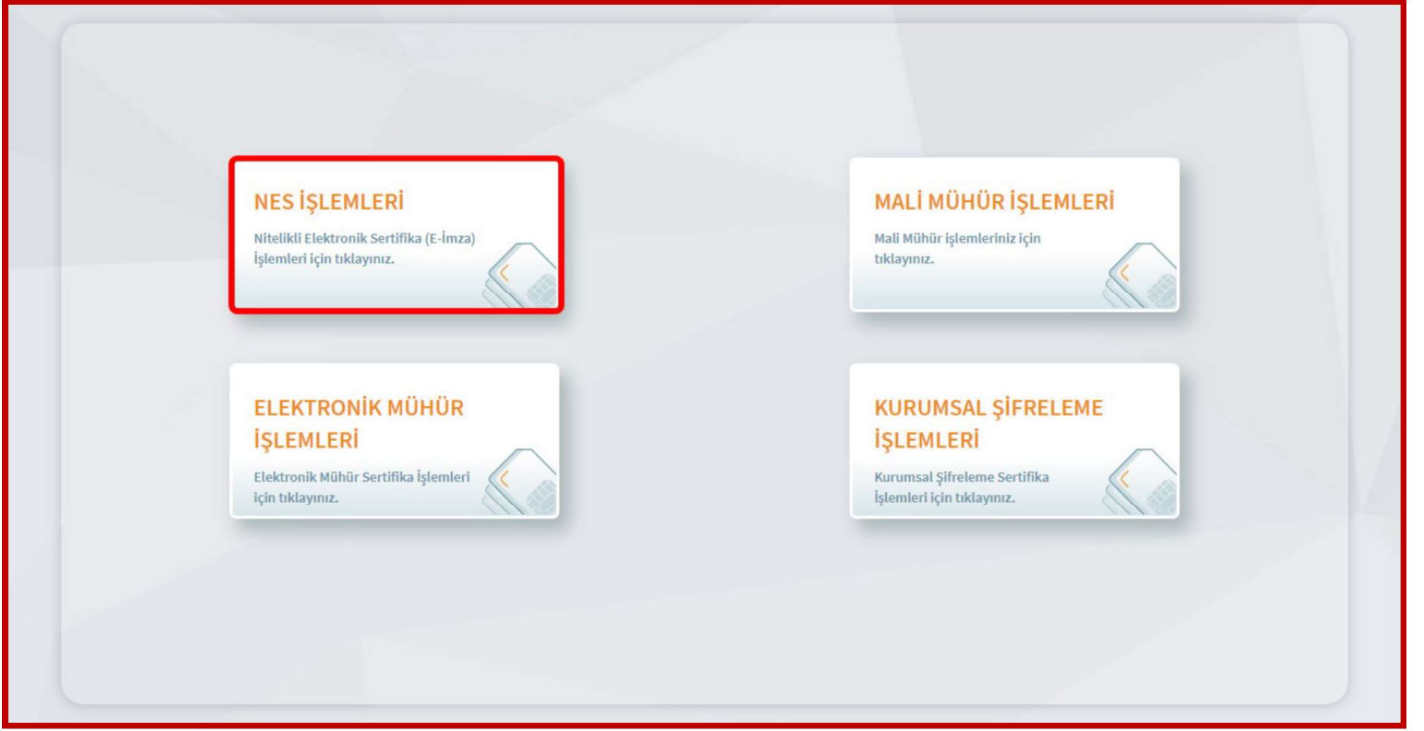 NES İŞLEMLERİ
Nitelikli Elektronik Sertifika (E-İmza)
İşlemleri için tıklayınız.
MALİ MÜHÜR İŞLEMLERİ
Mali Mühür işlemleriniz için
tıklayınız.
ELEKTRONİK MÜHÜR
İŞLEMLERİ
Elektronik Mühür Sertifika İşlemleri
için tıklayınız.
KURUMSAL ŞİFRELEME
İŞLEMLERİ
Kurumsal Şifreleme Sertifika
İşlemleri için tıklayınız.